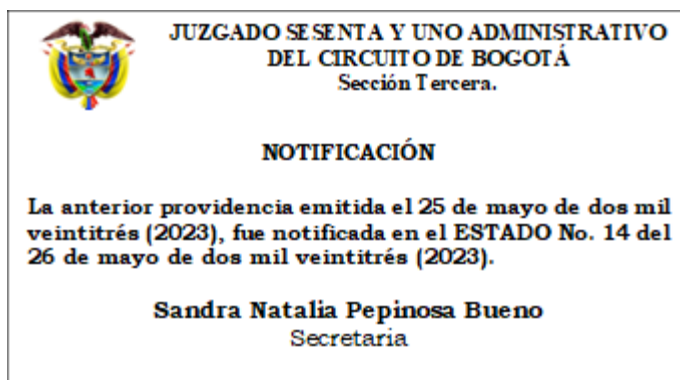 JUZGADO SESENTA Y UNO ADMINISTRATIVO
DEL CIRCUITO DE BOGOTÁ
Sección Tercera.
NOTIFICACIÓN
La anterior providencia emitida el 25 de mayo de dos mil
veintitrés (2023), fue notificada en el ESTADO No. 14 del
26 de mayo de dos mil veintitrés (2023).
Sandra Natalia Pepinosa Bueno
Secretaria